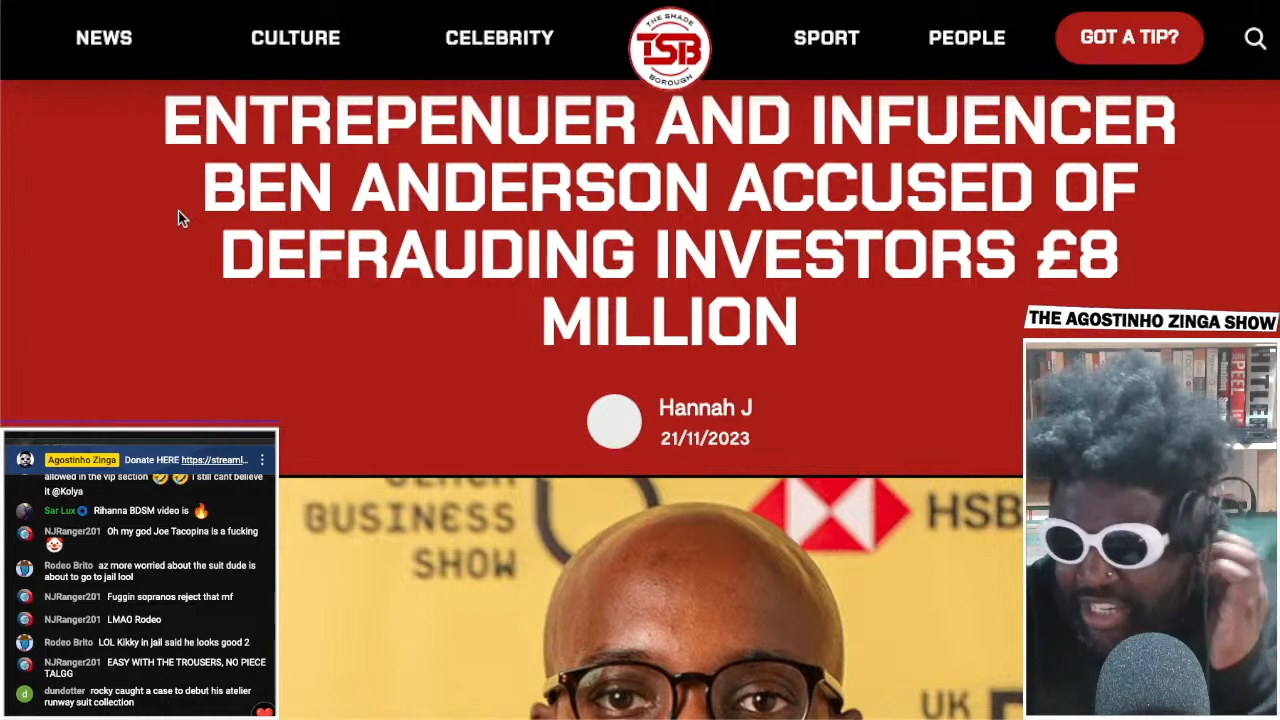 NEWS
CULTURE
CELEBRITY
THE SHADE
TSB
BOROUGH
SPORT
PEOPLE
GOT A TIP?
ENTREPENUER AND INFUENCER
BEN ANDERSON ACCUSED OF
DEFRAUDING INVESTORS £8
MILLION
Hannah J
21/11/2023
THE AGOSTINHO ZINGA SHOW
PEEL
HITLE
BUSINESS
SHOW
HSB
UK
Agostinho Zinga Donate HERE https://streaml...
allowed in the vip section 🤣 🤣 I still cant believe
it @Kolya
Sar Lux Rihanna BDSM video is 🔥
NJRanger201 Oh my god Joe Tacopina is a fucking
🤡
Rodeo Brito az more worried about the suit dude is
about to go to jail lool
NJRanger201 Fuggin sopranos reject that mf
NJRanger201 LMAO Rodeo
Rodeo Brito LOL Kikky in jail said he looks good 2
NJRanger201 EASY WITH THE TROUSERS, NO PIECE
TALGG
d
dundotter rocky caught a case to debut his atelier
runway suit collection